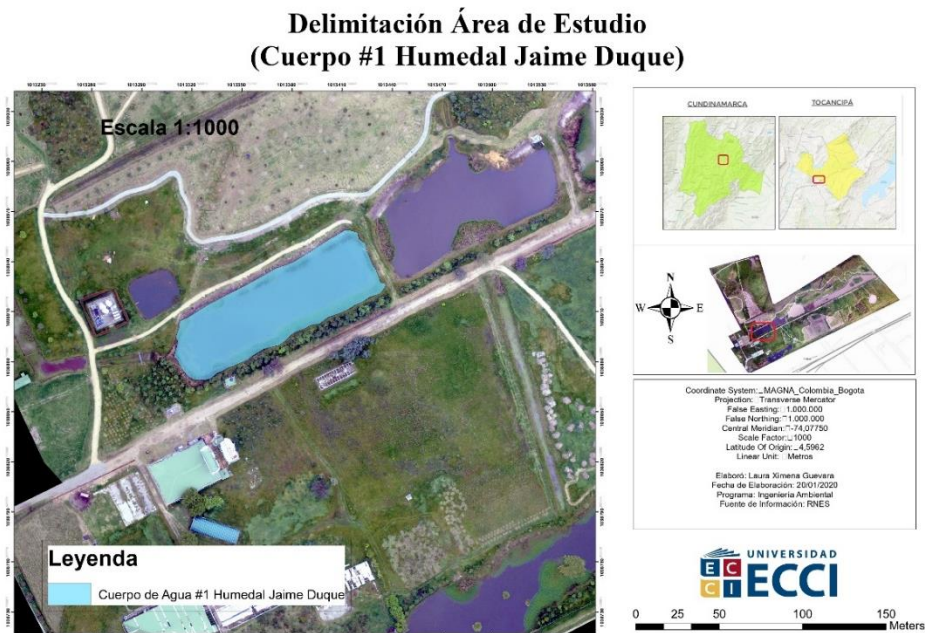 Delimitación Área de Estudio
(Cuerpo #1 Humedal Jaime Duque)
Escala 1:1000
Leyenda
Cuerpo de Agua #1 Humedal Jaime Duque
CUNDINAMARCA
TOCANCIPÁ
N
W
E
S
Coordinate System: MAGNA_Colombia_Bogota
Projection: Transverse Mercator
False Easting: 1.000.000
False Northing: 1.000.000
Central Meridian: -74,07750
Scale Factor: 1000
Latitude Of Origin: 4,5962
Linear Unit: Metros
Elaboró: Laura Ximena Guevara
Fecha de Elaboración: 20/01/2020
Programa: Ingeniería Ambiental
Fuente de Información: RNES
UNIVERSIDAD
ECCI
ECCI
0 25 50 100 150
Meters